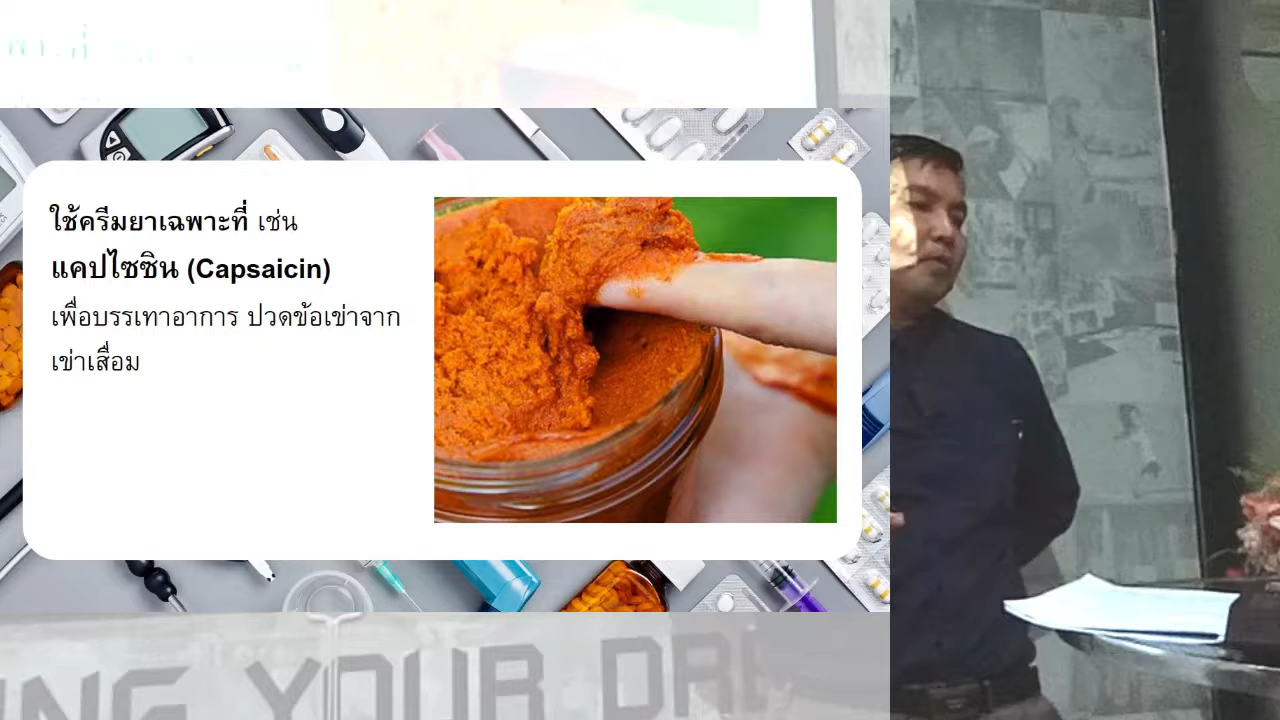 ใช้ครีมยาเฉพาะที่ เช่น
แคปไซซิน (Capsaicin)
เพื่อบรรเทาอาการ ปวดข้อเข่าจาก
เข่าเสื่อม
YOUR